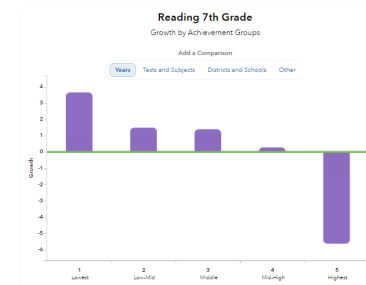 Reading 7th Grade
Growth by Achievement Groups
Add a Comparison
Years Tests and Subjects Districts and Schools Other
4
3
2
1
0
-1
-2
-3
-4
-5
-6
Growth
1 2 3 4 5
Lowest Low-Mid Middle Mid-High Highest